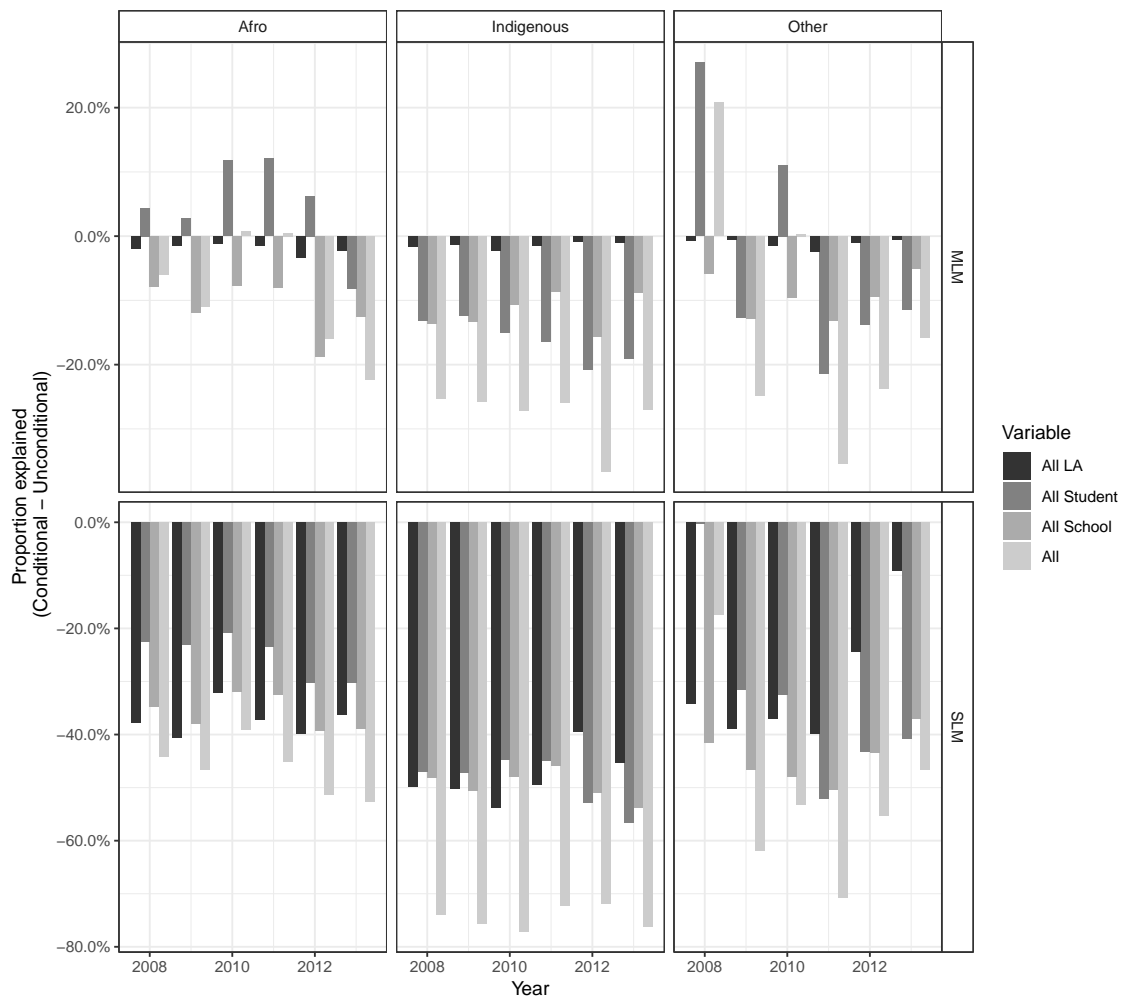 Afro
Indigenous
Other
20.0%
0.0%
−20.0%
MLM
0.0%
−20.0%
−40.0%
−60.0%
−80.0%
SLM
2008
2010
2012
2008
2010
2012
2008
2010
2012
Year
Proportion explained
(Conditional − Unconditional)
Variable
All LA
All Student
All School
All